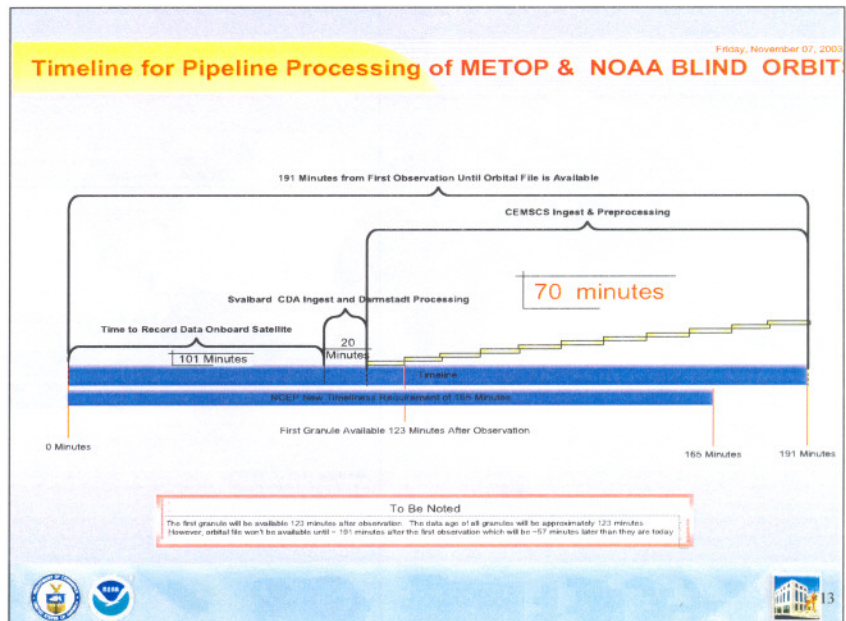 Friday, November 07, 2003
Timeline for Pipeline Processing of METOP & NOAA BLIND ORBIT
191 Minutes from First Observation Until Orbital File is Available
CEMSCS Ingest & Preprocessing
70 minutes
Svalbard CDA Ingest and Darmstadt Processing
Time to Record Data Onboard Satellite
20
Minutes
101 Minutes
Timeline
NCEP New Timeliness Requirement of 165 Minutes
First Granule Available 123 Minutes After Observation
0 Minutes
165 Minutes
191 Minutes
To Be Noted
The first granule will be available 123 minutes after observation. The data age of all granules will be approximately 123 minutes.
However, orbital file won't be available until ~ 191 minutes after the first observation which will be ~57 minutes later than they are today
NOAA
13